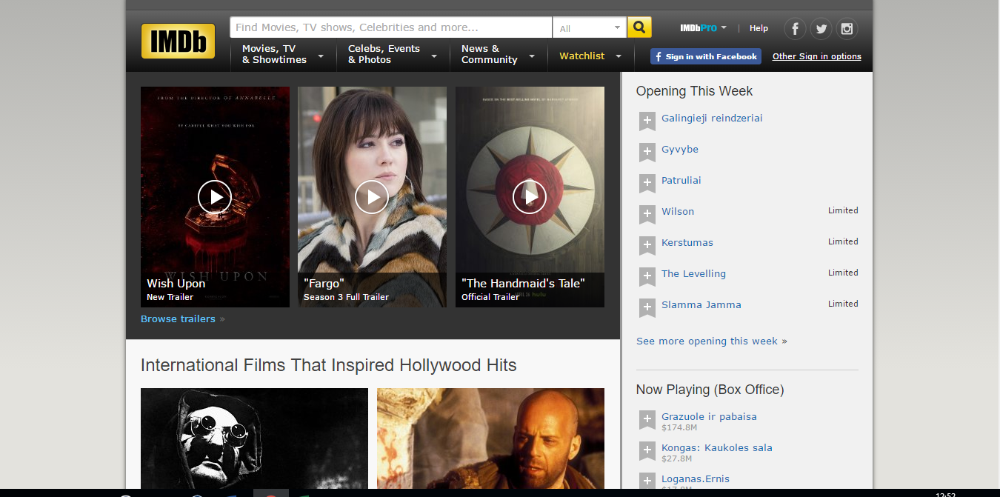 IMDb
Find Movies, TV shows, Celebrities and more...
All
IMDbPro
|
Help
Movies, TV
& Showtimes
Celebs, Events
& Photos
News &
Community
Watchlist
f Sign in with Facebook
Other Sign in options
FROM THE DIRECTOR OF ANNABELLE
BE CAREFUL WHAT YOU WISH FOR
WISH UPON
Wish Upon
New Trailer
"Fargo"
Season 3 Full Trailer
BASED ON THE BEST-SELLING NOVEL BY MARGARET ATWOOD
hulu
"The Handmaid's Tale"
Official Trailer
Browse trailers »
International Films That Inspired Hollywood Hits
Opening This Week
Galingieji reindzeriai
Gyvybe
Patruliai
Wilson Limited
Kerstumas Limited
The Levelling Limited
Slamma Jamma Limited
See more opening this week »
Now Playing (Box Office)
Grazuole ir pabaisa
$174.8M
Kongas: Kaukoles sala
$27.8M
Loganas.Ernis
12:52